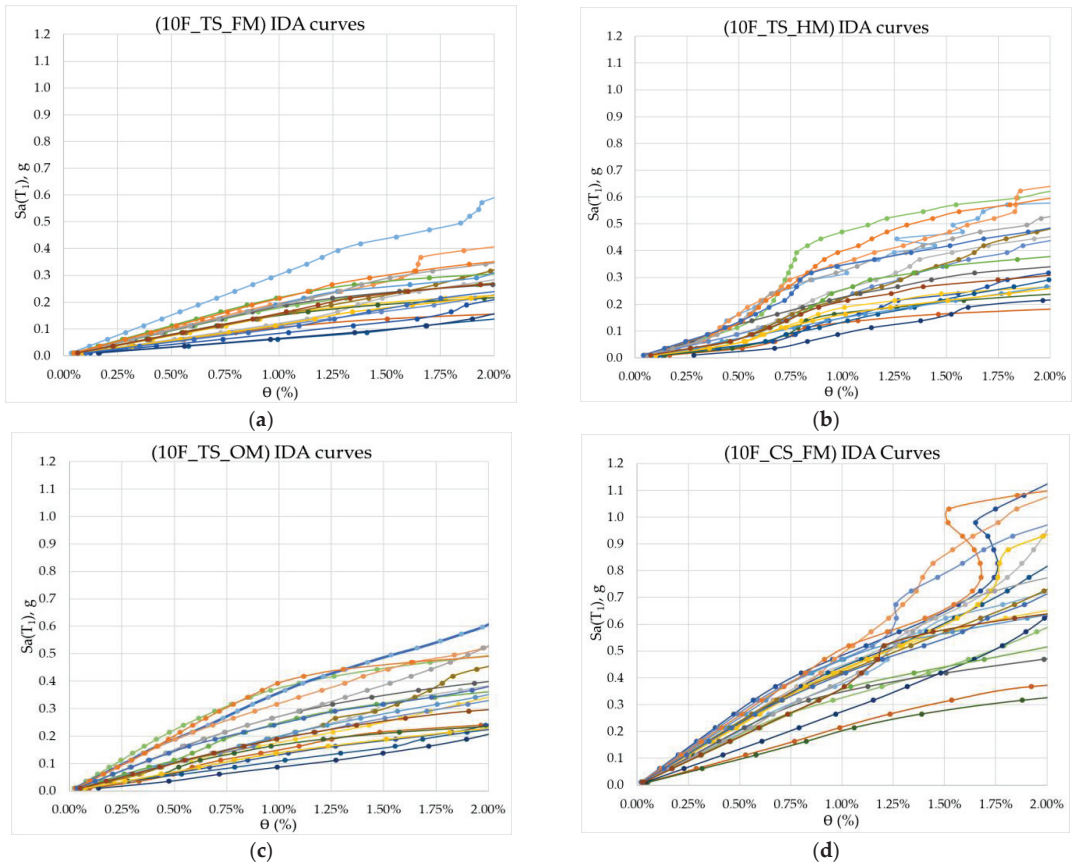 (10F_TS_FM) IDA curves
1.2
1.1
1.0
0.9
0.8
0.7
0.6
0.5
0.4
0.3
0.2
0.1
0.0
Sa(T1), g
0.00% 0.25% 0.50% 0.75% 1.00% 1.25% 1.50% 1.75% 2.00%
Θ (%)
(a)
(10F_TS_HM) IDA curves
1.2
1.1
1.0
0.9
0.8
0.7
0.6
0.5
0.4
0.3
0.2
0.1
0.0
Sa(T1), g
0.00% 0.25% 0.50% 0.75% 1.00% 1.25% 1.50% 1.75% 2.00%
Θ (%)
(b)
(10F_TS_OM) IDA curves
1.2
1.1
1.0
0.9
0.8
0.7
0.6
0.5
0.4
0.3
0.2
0.1
0.0
Sa(T1), g
0.00% 0.25% 0.50% 0.75% 1.00% 1.25% 1.50% 1.75% 2.00%
Θ (%)
(c)
(10F_CS_FM) IDA Curves
1.2
1.1
1.0
0.9
0.8
0.7
0.6
0.5
0.4
0.3
0.2
0.1
0.0
Sa(T1), g
0.00% 0.25% 0.50% 0.75% 1.00% 1.25% 1.50% 1.75% 2.00%
Θ (%)
(d)